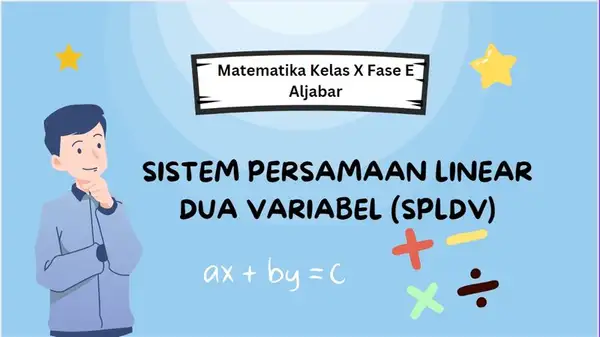 Matematika Kelas X Fase E
Aljabar
SISTEM PERSAMAAN LINEAR
DUA VARIABEL (SPLDV)
ax + by = c
+ −
× ÷